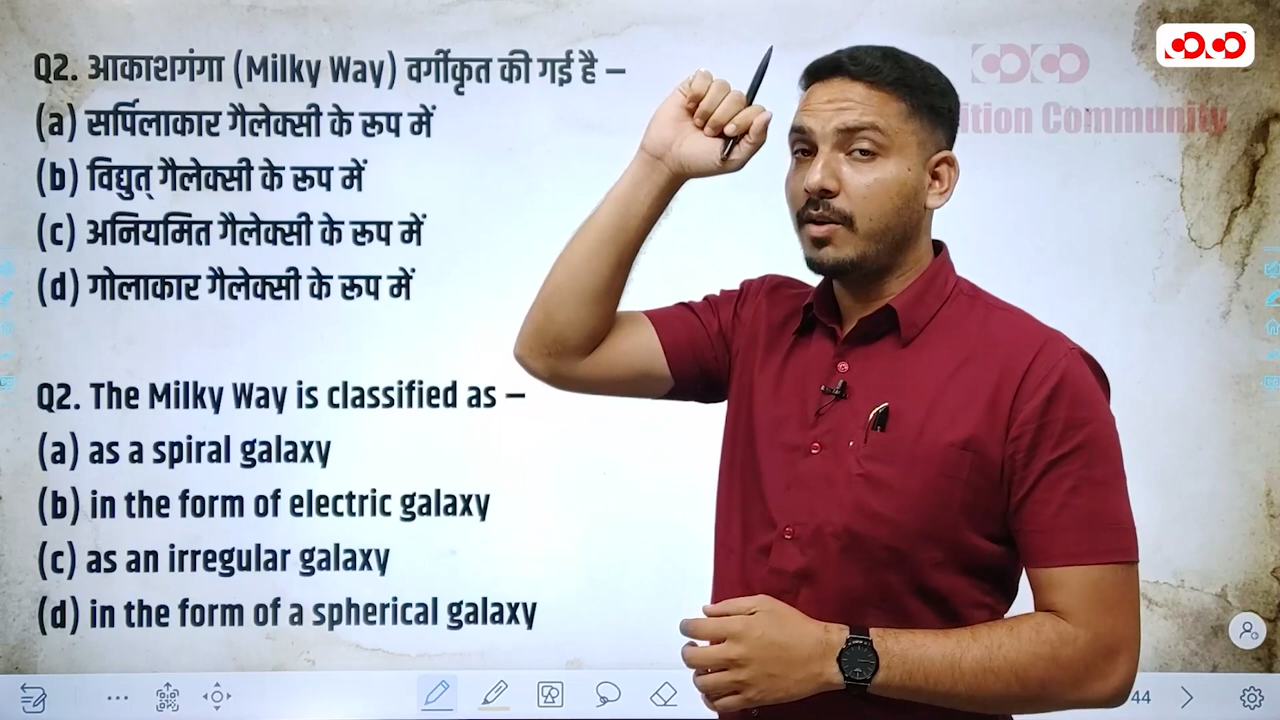 Q2. आकाशगंगा (Milky Way) वर्गीकृत की गई है –
(a) सर्पिलाकार गैलेक्सी के रूप में
(b) विद्युत् गैलेक्सी के रूप में
(c) अनियमित गैलेक्सी के रूप में
(d) गोलाकार गैलेक्सी के रूप में
Community
Q2. The Milky Way is classified as –
(a) as a spiral galaxy
(b) in the form of electric galaxy
(c) as an irregular galaxy
(d) in the form of a spherical galaxy
44